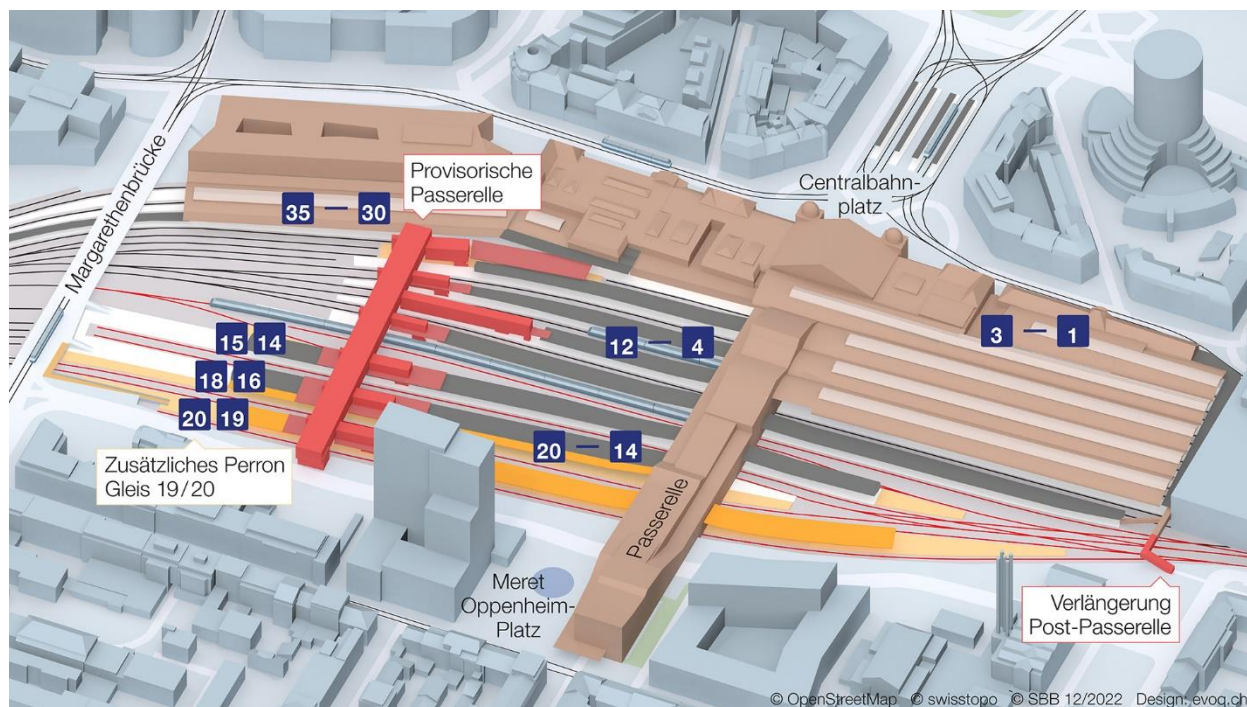 Margarethenbrücke
Provisorische
Passerelle
Centralbahn-
platz
35 — 30
3 — 1
12 — 4
15 14
18 16
20 19
20 — 14
Zusätzliches Perron
Gleis 19/20
Passerelle
Meret
Oppenheim-
Platz
Verlängerung
Post-Passerelle
© OpenStreetMap © swisstopo © SBB 12/2022 Design: evoq.ch